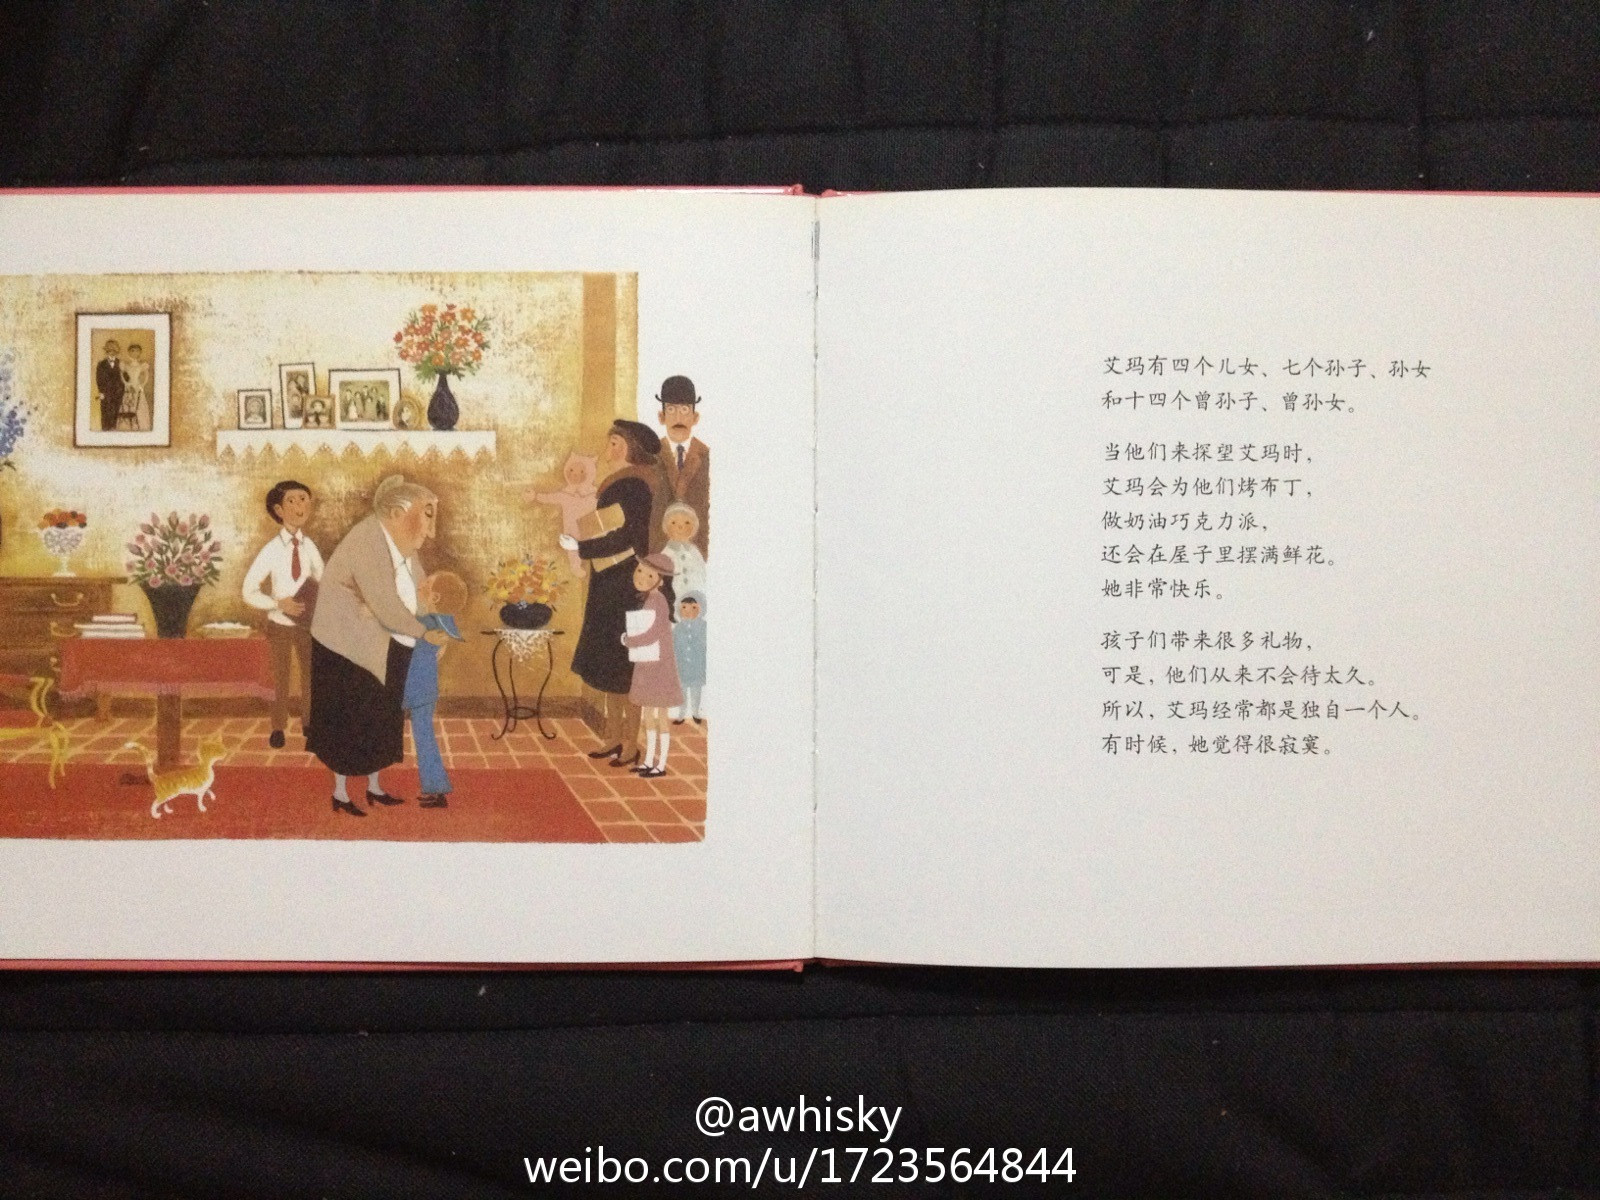 艾玛有四个儿女、七个孙子、孙女
和十四个曾孙子、曾孙女。
当他们来探望艾玛时，
艾玛会为他们烤布丁，
做奶油巧克力派，
还会在屋子里摆满鲜花。
她非常快乐。
孩子们带来很多礼物，
可是，他们从来不会待太久。
所以，艾玛经常都是独自一个人。
有时候，她觉得很寂寞。
@awhisky
weibo.com/u/1723564844